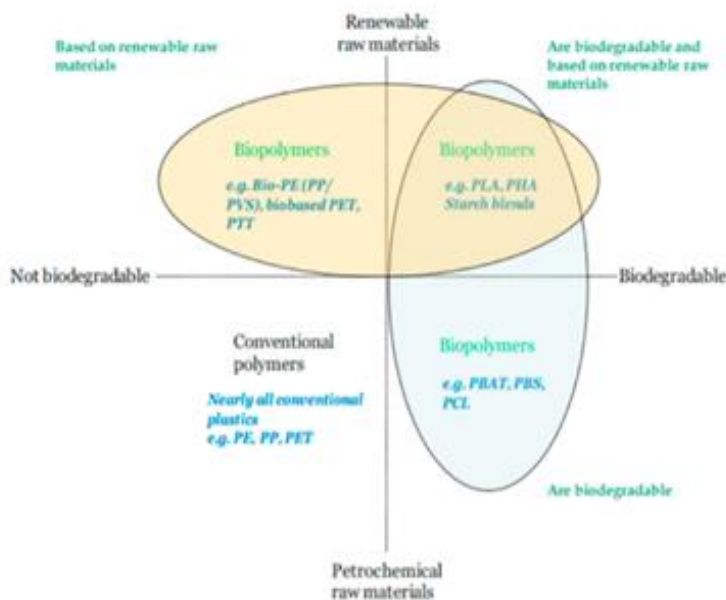 Renewable
raw materials
Based on renewable raw
materials
Are biodegradable and
based on renewable raw
materials
Biopolymers
e.g. Bio-PE (PP/
PVS), biobased PET,
PTT
Biopolymers
e.g. PLA, PHA
Starch blends
Not biodegradable
Biodegradable
Conventional
polymers
Nearly all conventional
plastics
e.g. PE, PP, PET
Biopolymers
e.g. PBAT, PBS,
PCL
Are biodegradable
Petrochemical
raw materials